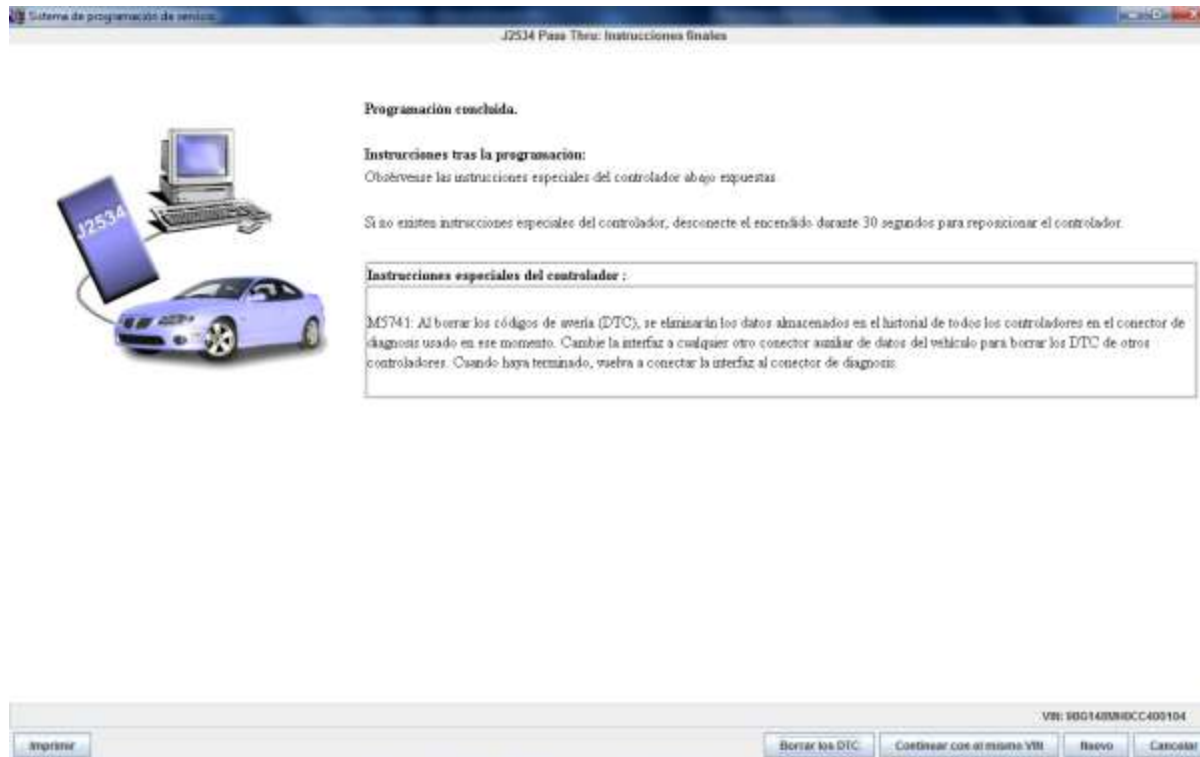 Sistema de programación de servicio
J2534 Pass Thru: Instrucciones finales
Programación concluida.
Instrucciones tras la programación:
Obsérvense las instrucciones especiales del controlador abajo expuestas
Si no existen instrucciones especiales del controlador, desconecte el encendido durante 30 segundos para reposicionar el controlador.
J2534
Instrucciones especiales del controlador :
M5741: Al borrar los códigos de avería (DTC), se eliminarán los datos almacenados en el historial de todos los controladores en el conector de
diagnosis usado en ese momento. Cambie la interfaz a cualquier otro conector auxiliar de datos del vehículo para borrar los DTC de otros
controladores. Cuando haya terminado, vuelva a conectar la interfaz al conector de diagnosis.
VIN:
Imprimir Borrar los DTC Continuar con el mismo VIN Nuevo Cancelar